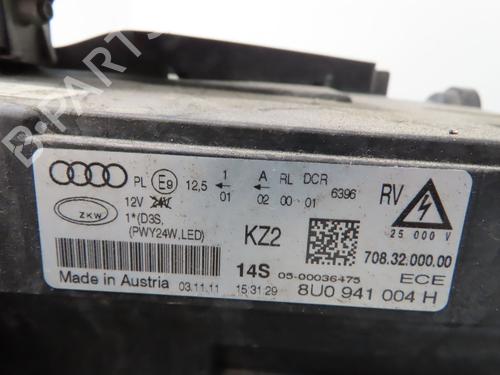 B-PARTS
PL E9 12,5 1 A RL DCR
01 02 00 01 6396 RV
ZKW 12V 24V
1*(D3S,
(PWY24W,LED) KZ2
25 000 V
708.32.000.00
14S 05-00036475 ECE
Made in Austria 03.11.11 15:31:29 8U0 941 004 H